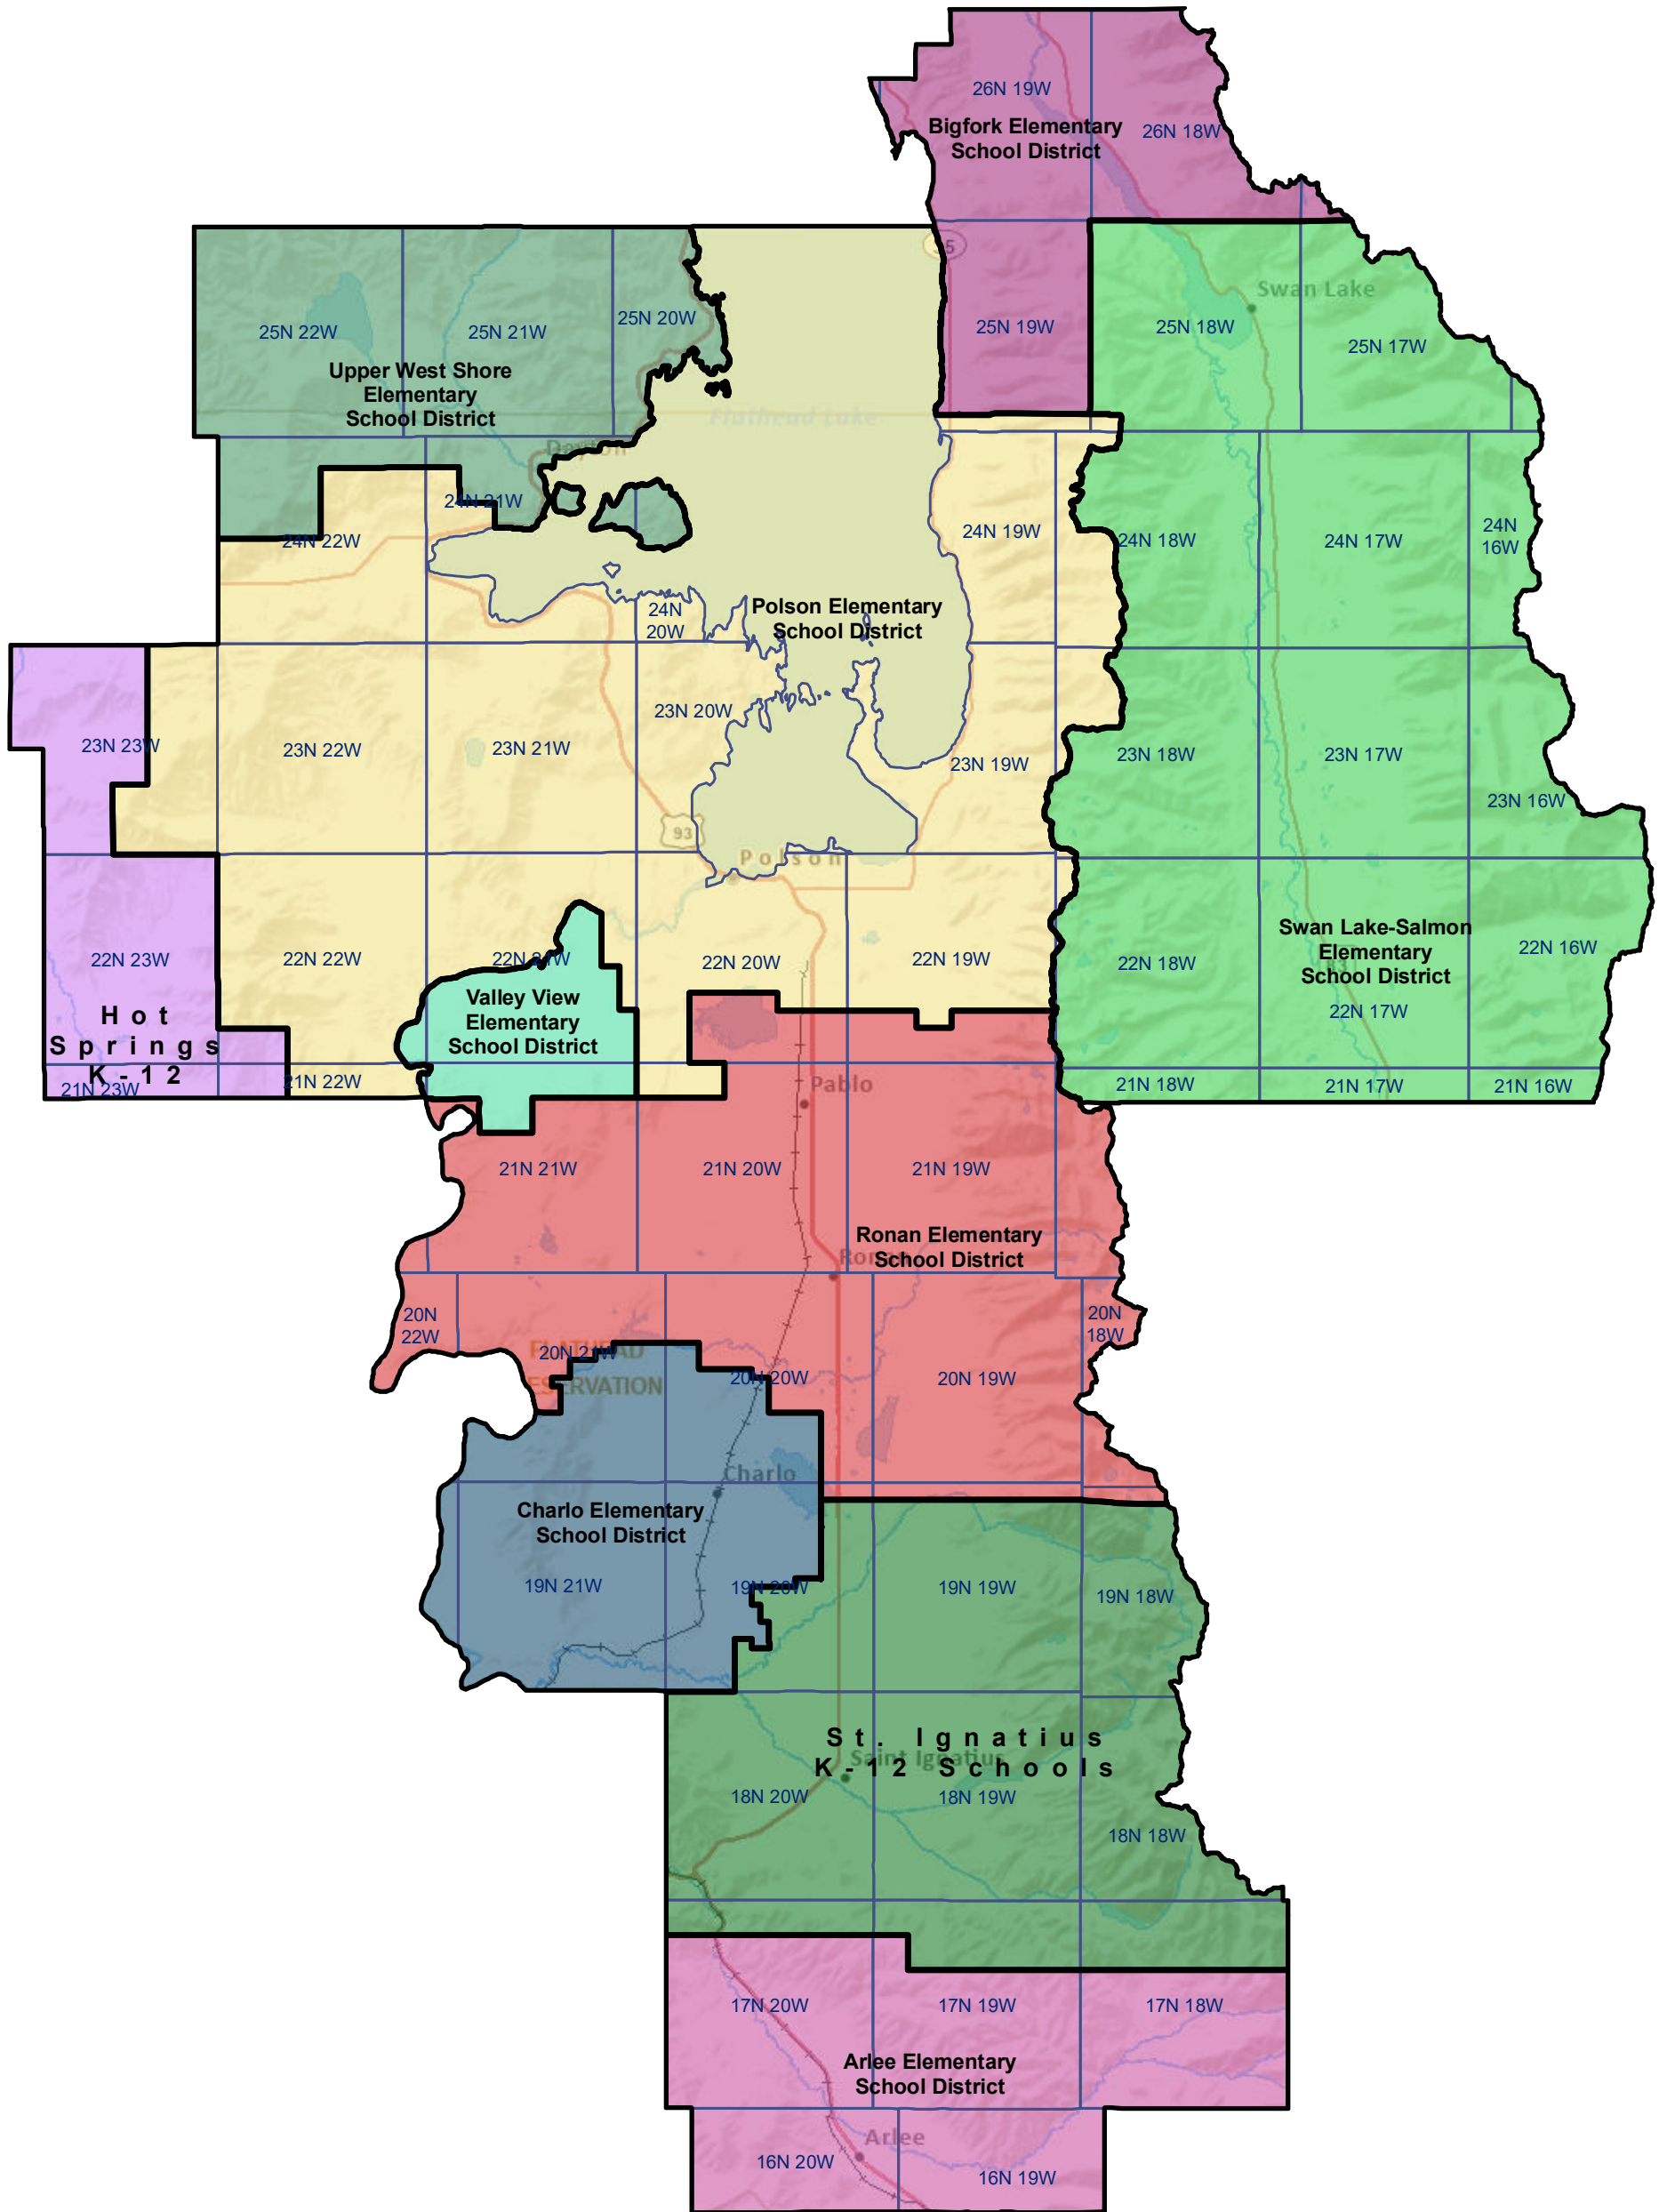 26N 19W
Bigfork Elementary
School District
26N 18W
Swan Lake
25N 22W
25N 21W
25N 20W
25N 19W
25N 18W
25N 17W
Upper West Shore
Elementary
School District
Flathead Lake
Dayton
24N 21W
24N 22W
24N 19W
24N 18W
24N 17W
24N
16W
24N
20W
Polson Elementary
School District
23N 20W
23N 23W
23N 22W
23N 21W
23N 19W
23N 18W
23N 17W
23N 16W
93
Polson
22N 23W
22N 22W
22N 21W
22N 20W
22N 19W
22N 18W
Swan Lake-Salmon
Elementary
School District
22N 16W
22N 17W
Valley View
Elementary
School District
Hot
Springs
K-12
21N 23W
21N 22W
Pablo
21N 18W
21N 17W
21N 16W
21N 21W
21N 20W
21N 19W
Ronan Elementary
School District
Ronan
20N
22W
20N
18W
20N 21W
20N 20W
20N 19W
RESERVATION
Charlo
Charlo Elementary
School District
19N 21W
19N 20W
19N 19W
19N 18W
St. Ignatius
K-12 Schools
Saint Ignatius
18N 20W
18N 19W
18N 18W
17N 20W
17N 19W
17N 18W
Arlee Elementary
School District
Arlee
16N 20W
16N 19W